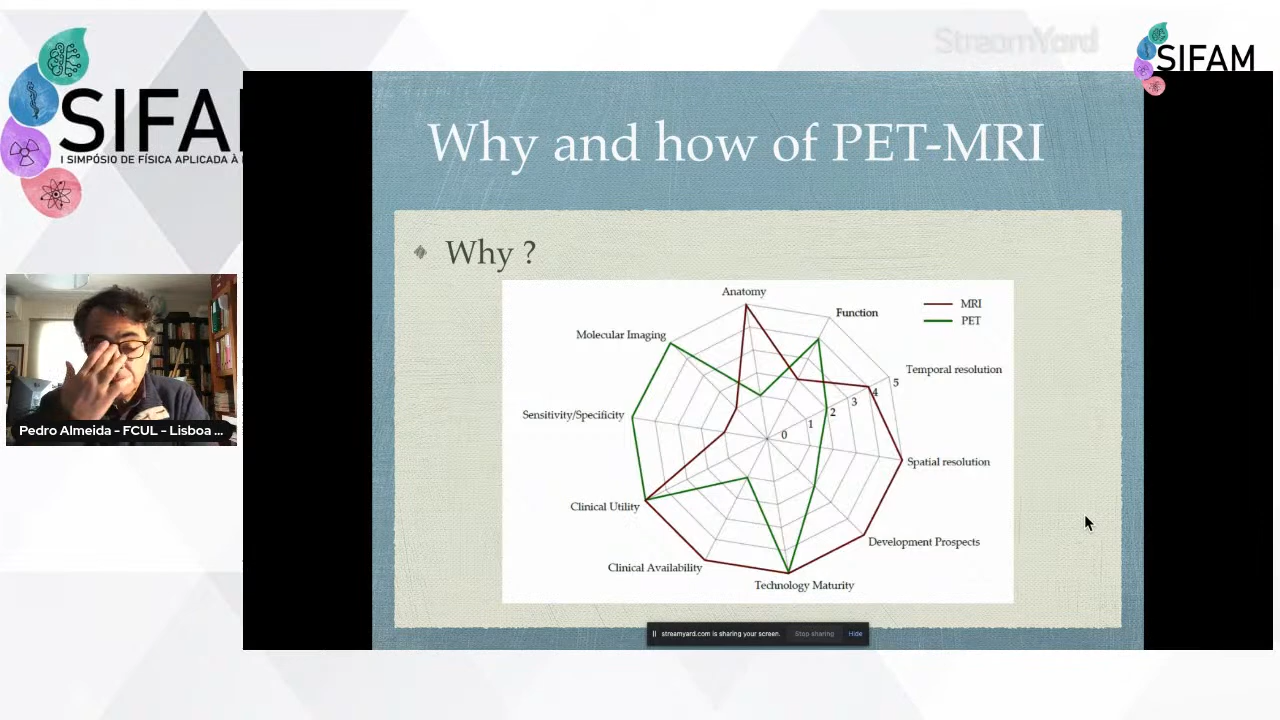 StreamYard
SIFAM
SIFA
I SIMPÓSIO DE FÍSICA APLICADA À
Why and how of PET-MRI
Why ?
Anatomy
Function
MRI
PET
Molecular Imaging
Temporal resolution
5
4
3
2
1
0
Sensitivity/Specificity
Spatial resolution
Clinical Utility
Development Prospects
Clinical Availability
Technology Maturity
Pedro Almeida - FCUL - Lisboa ...
streamyard.com is sharing your screen.
Stop sharing
Hide